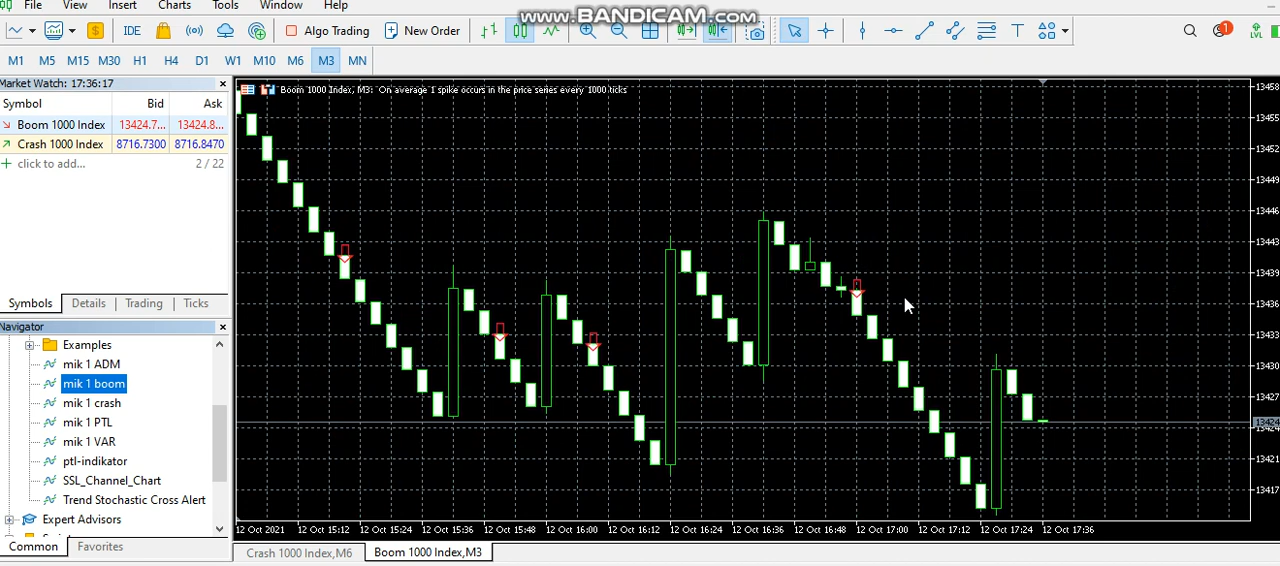 www.BANDICAM.com
File View Insert Charts Tools Window Help
IDE Algo Trading New Order 1 LVL
M1 M5 M15 M30 H1 H4 D1 W1 M10 M6 M3 MN
Market Watch: 17:36:17
Symbol Bid Ask
Boom 1000 Index 13424.7... 13424.8...
Crash 1000 Index 8716.7300 8716.8470
click to add... 2 / 22
Symbols Details Trading Ticks
Navigator
Examples
mik 1 ADM
mik 1 boom
mik 1 crash
mik 1 PTL
mik 1 VAR
ptl-indikator
SSL_Channel_Chart
Trend Stochastic Cross Alert
Expert Advisors
Common Favorites
Boom 1000 Index, M3: On average 1 spike occurs in the price series every 1000 ticks
13458
13455
13452
13449
13446
13443
13439
13436
13433
13430
13427
13424
13424
13421
13417
12 Oct 2021 12 Oct 15:12 12 Oct 15:24 12 Oct 15:36 12 Oct 15:48 12 Oct 16:00 12 Oct 16:12 12 Oct 16:24 12 Oct 16:36 12 Oct 16:48 12 Oct 17:00 12 Oct 17:12 12 Oct 17:24 12 Oct 17:36
Crash 1000 Index,M6 Boom 1000 Index,M3